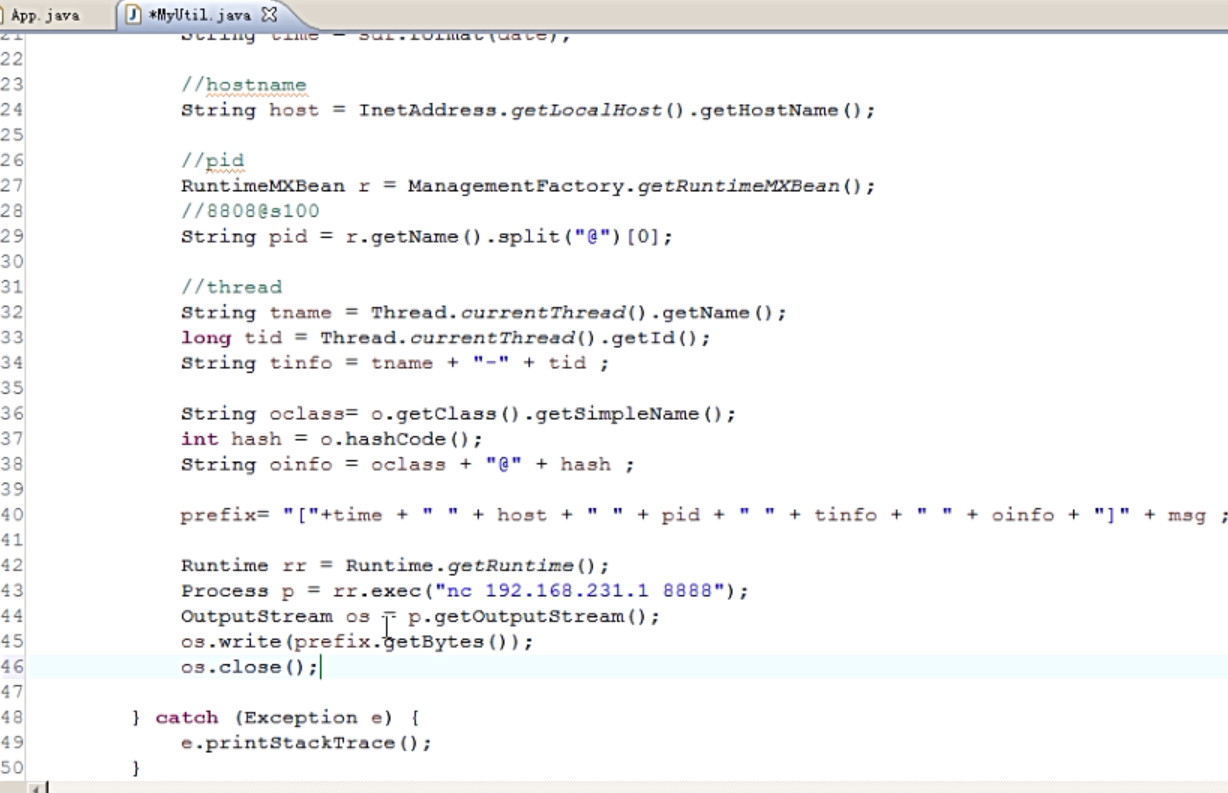 App.java
*MyUtil.java
21 String time = sdf.format(date);
22
23 //hostname
24 String host = InetAddress.getLocalHost().getHostName();
25
26 //pid
27 RuntimeMXBean r = ManagementFactory.getRuntimeMXBean();
28 //8808@s100
29 String pid = r.getName().split("@")[0];
30
31 //thread
32 String tname = Thread.currentThread().getName();
33 long tid = Thread.currentThread().getId();
34 String tinfo = tname + "-" + tid ;
35
36 String oclass= o.getClass().getSimpleName();
37 int hash = o.hashCode();
38 String oinfo = oclass + "@" + hash ;
39
40 prefix= "["+time + " " + host + " " + pid + " " + tinfo + " " + oinfo + "]" + msg ;
41
42 Runtime rr = Runtime.getRuntime();
43 Process p = rr.exec("nc 192.168.231.1 8888");
44 OutputStream os = p.getOutputStream();
45 os.write(prefix.getBytes());
46 os.close();
47
48 } catch (Exception e) {
49 e.printStackTrace();
50 }